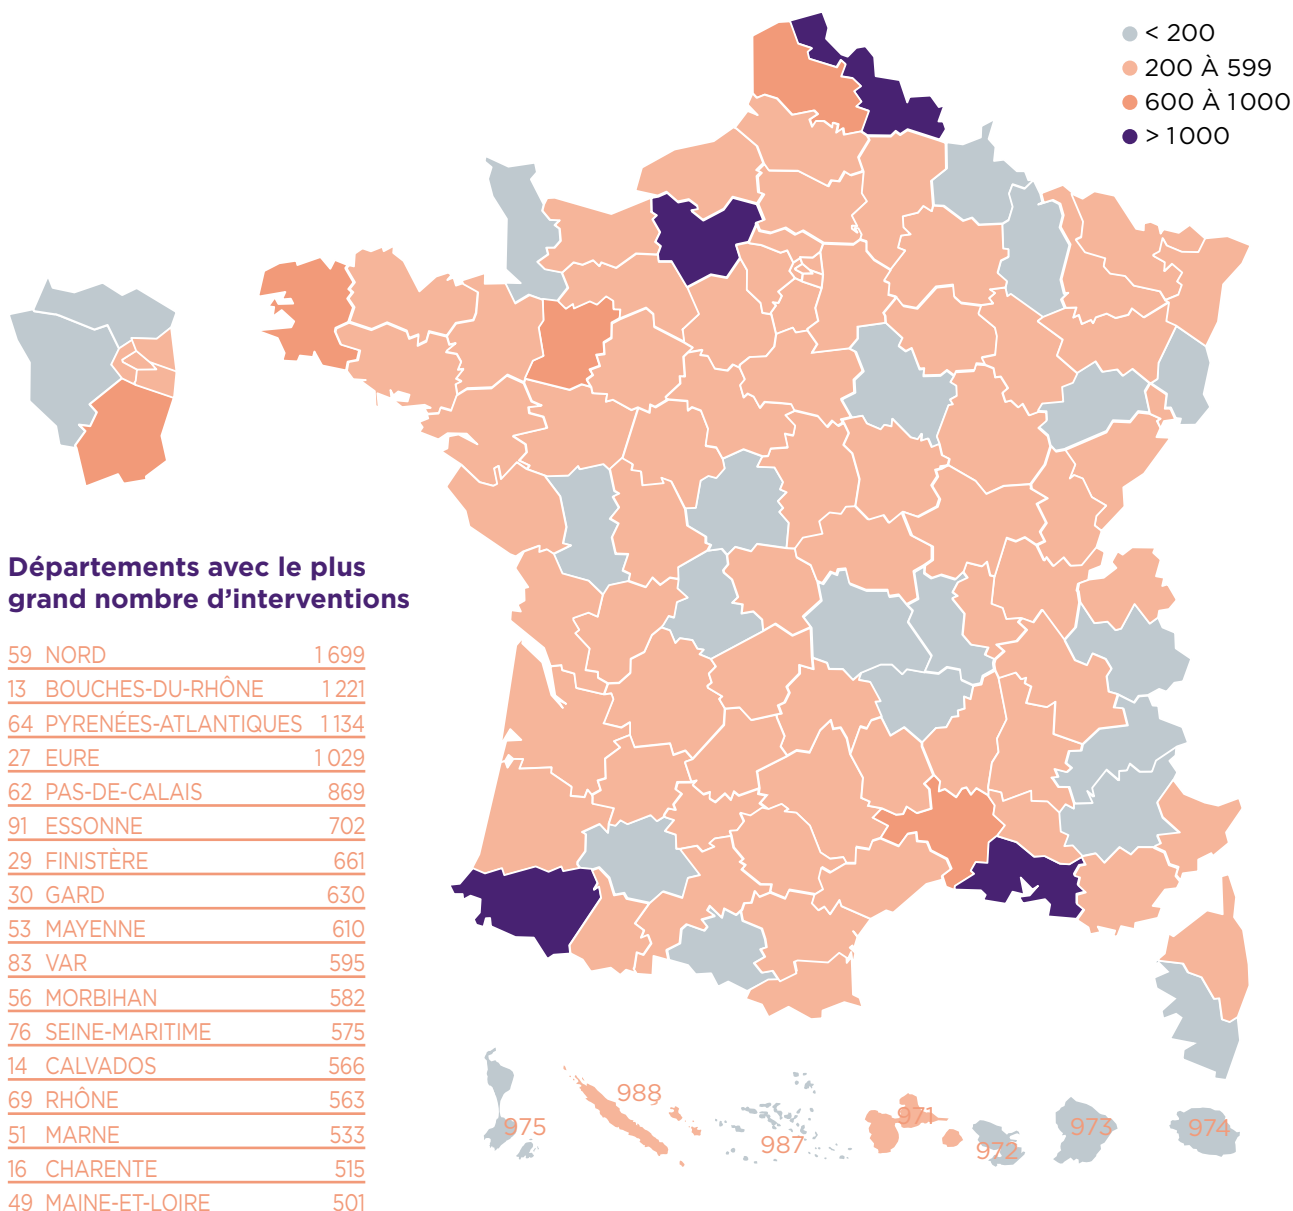 < 200
200 À 599
600 À 1000
> 1000
Départements avec le plus
grand nombre d’interventions
59 NORD 1 699
13 BOUCHES-DU-RHÔNE 1 221
64 PYRENÉES-ATLANTIQUES 1 134
27 EURE 1 029
62 PAS-DE-CALAIS 869
91 ESSONNE 702
29 FINISTÈRE 661
30 GARD 630
53 MAYENNE 610
83 VAR 595
56 MORBIHAN 582
76 SEINE-MARITIME 575
14 CALVADOS 566
69 RHÔNE 563
51 MARNE 533
16 CHARENTE 515
49 MAINE-ET-LOIRE 501
975
988
987
971
972
973
974